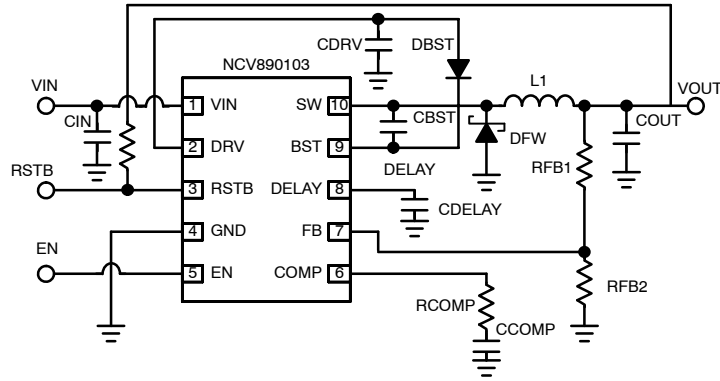 CDRV
DBST
NCV890103
VIN
CIN
RSTB
EN
1 VIN
2 DRV
3 RSTB
4 GND
5 EN
SW 10
BST 9
DELAY 8
FB 7
COMP 6
CBST
DELAY
CDELAY
L1
DFW
VOUT
COUT
RFB1
RFB2
RCOMP
CCOMP